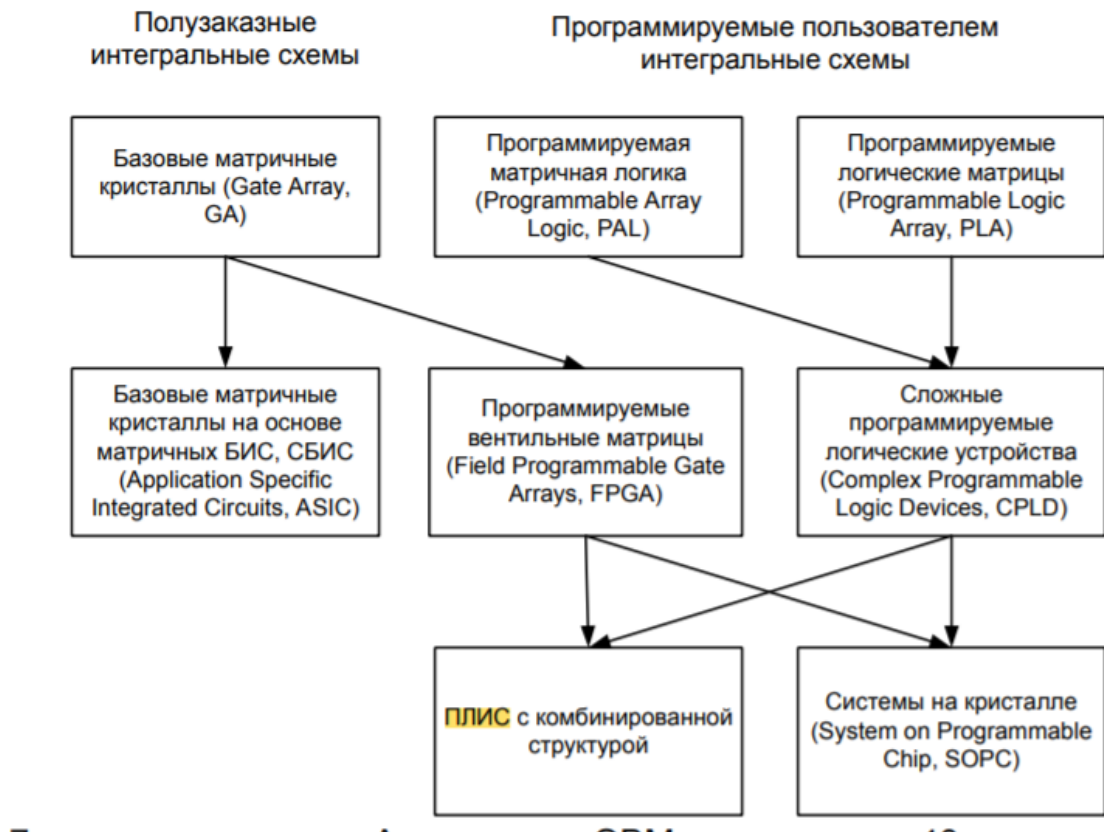 Полузаказные
интегральные схемы
Программируемые пользователем
интегральные схемы
Базовые матричные
кристаллы (Gate Array,
GA)
Программируемая
матричная логика
(Programmable Array
Logic, PAL)
Программируемые
логические матрицы
(Programmable Logic
Array, PLA)
Базовые матричные
кристаллы на основе
матричных БИС, СБИС
(Application Specific
Integrated Circuits, ASIC)
Программируемые
вентильные матрицы
(Field Programmable Gate
Arrays, FPGA)
Сложные
программируемые
логические устройства
(Complex Programmable
Logic Devices, CPLD)
ПЛИС с комбинированной
структурой
Системы на кристалле
(System on Programmable
Chip, SOPC)